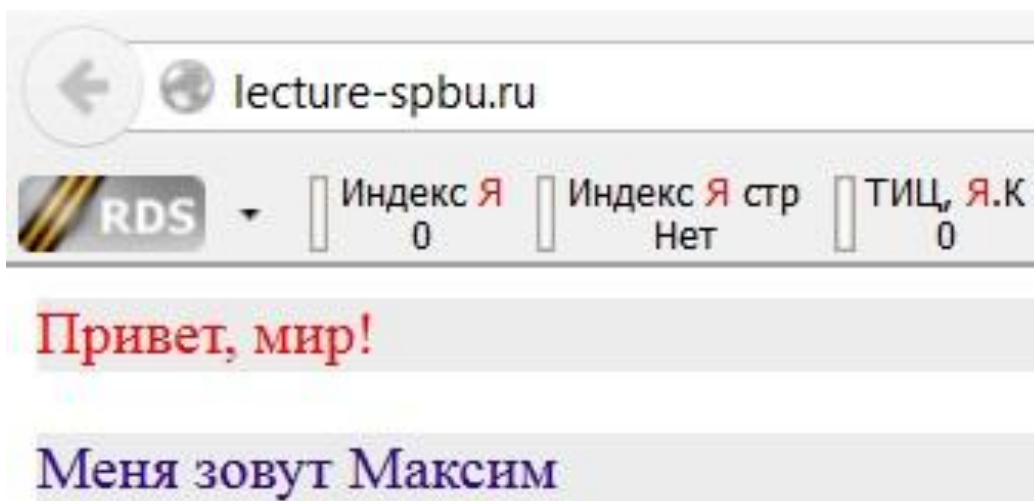 lecture-spbu.ru
RDS Индекс Я Индекс Я стр ТИЦ, Я.К
0 Нет 0
Привет, мир!
Меня зовут Максим